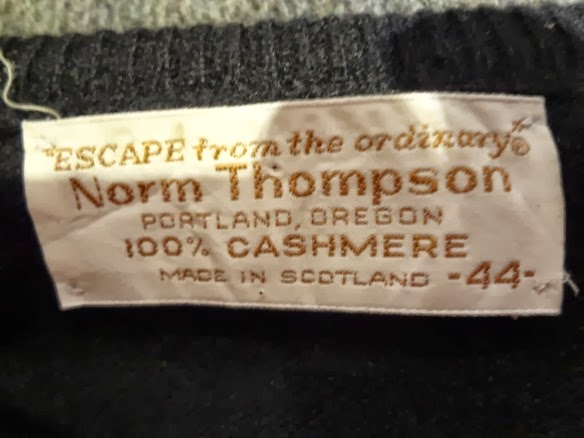 "ESCAPE from the ordinary"®
Norm Thompson
PORTLAND, OREGON
100% CASHMERE
MADE IN SCOTLAND -44-